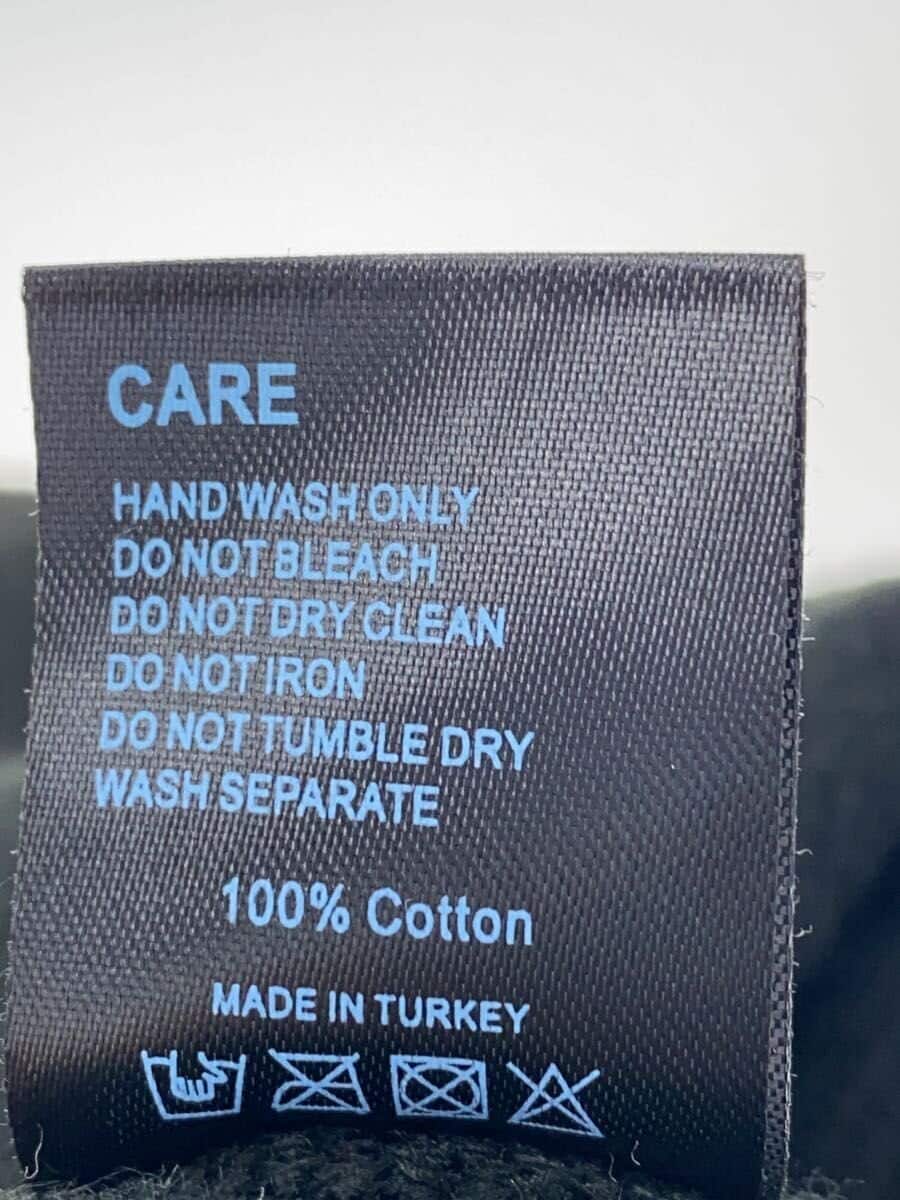 CARE
HAND WASH ONLY
DO NOT BLEACH
DO NOT DRY CLEAN
DO NOT IRON
DO NOT TUMBLE DRY
WASH SEPARATE
100% Cotton
MADE IN TURKEY